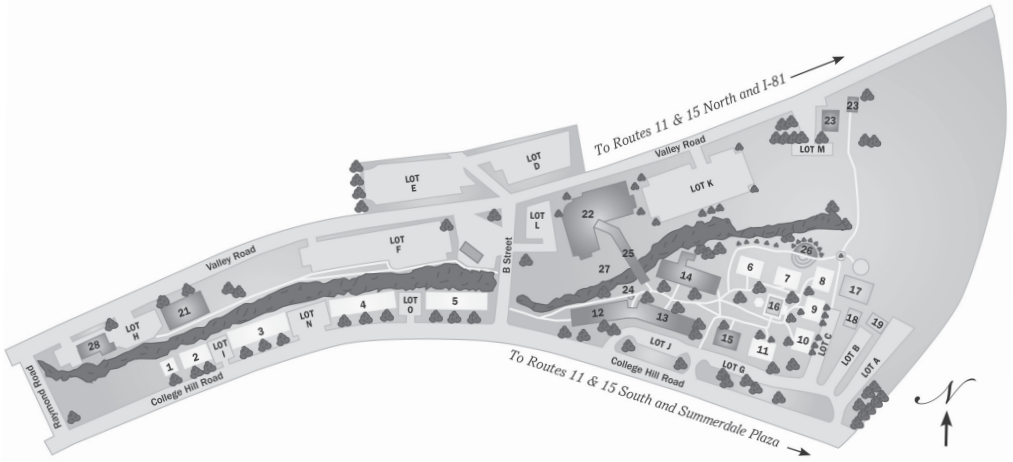 To Routes 11 & 15 North and I-81
Valley Road
23
23
LOT M
LOT D
LOT E
LOT K
LOT L
22
LOT F
Valley Road
B Street
25
26
27
14
6
7
8
24
17
16
9
18
19
4
LOT O
5
12
13
21
LOT N
LOT H
3
28
15
10
LOT C
11
LOT J
LOT B
LOT A
LOT I
2
1
LOT G
College Hill Road
College Hill Road
Raymond Road
To Routes 11 & 15 South and Summerdale Plaza
N